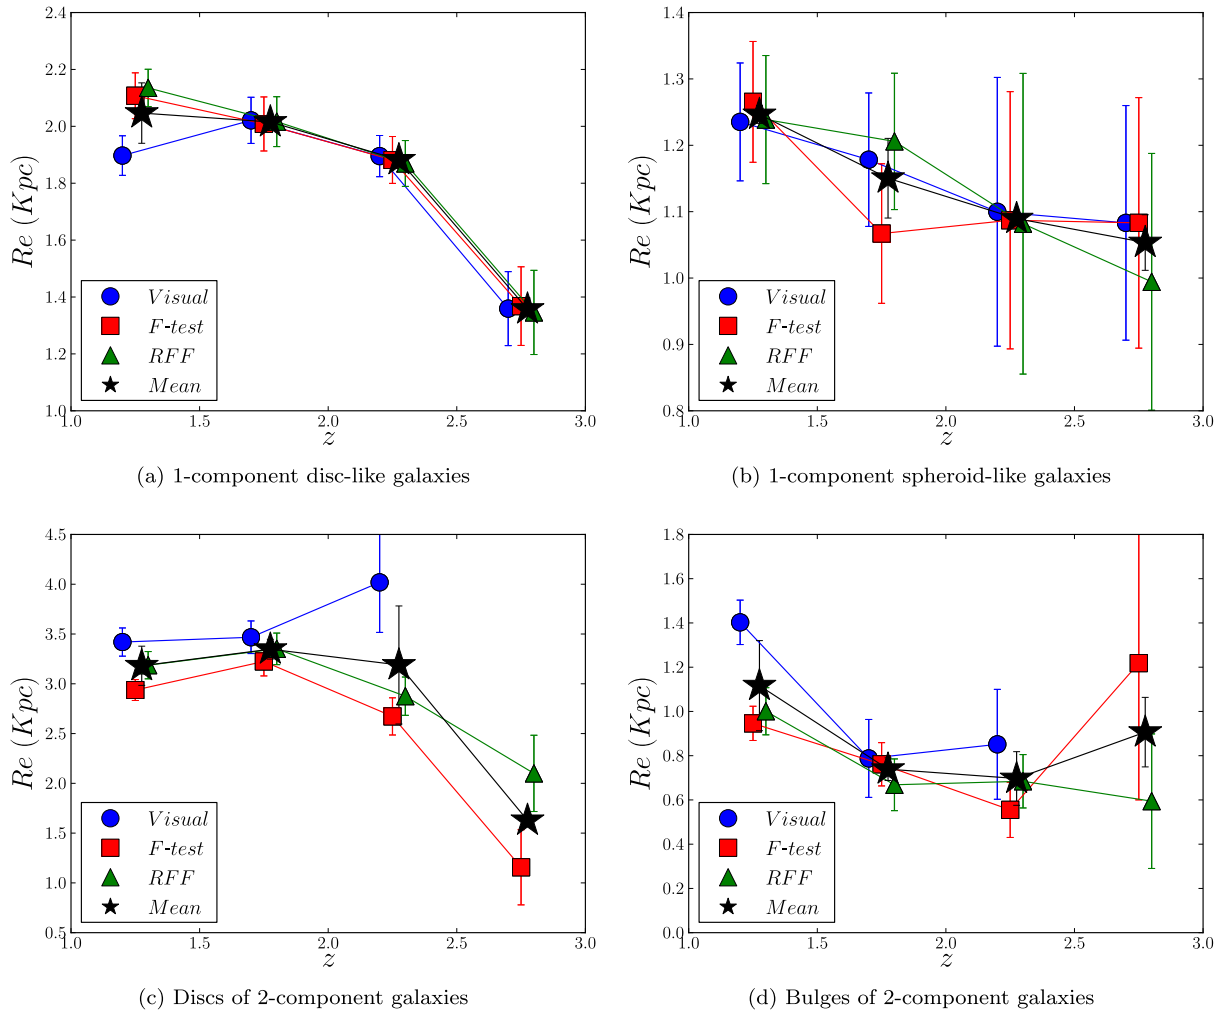 2.4
2.2
2.0
1.8
1.6
1.4
1.2
1.0
Re (Kpc)
Visual
F-test
RFF
Mean
1.0 1.5 2.0 2.5 3.0
z
(a) 1-component disc-like galaxies
1.4
1.3
1.2
1.1
1.0
0.9
0.8
Re (Kpc)
Visual
F-test
RFF
Mean
1.0 1.5 2.0 2.5 3.0
z
(b) 1-component spheroid-like galaxies
4.5
4.0
3.5
3.0
2.5
2.0
1.5
1.0
0.5
Re (Kpc)
Visual
F-test
RFF
Mean
1.0 1.5 2.0 2.5 3.0
z
(c) Discs of 2-component galaxies
1.8
1.6
1.4
1.2
1.0
0.8
0.6
0.4
0.2
0.0
Re (Kpc)
Visual
F-test
RFF
Mean
1.0 1.5 2.0 2.5 3.0
z
(d) Bulges of 2-component galaxies